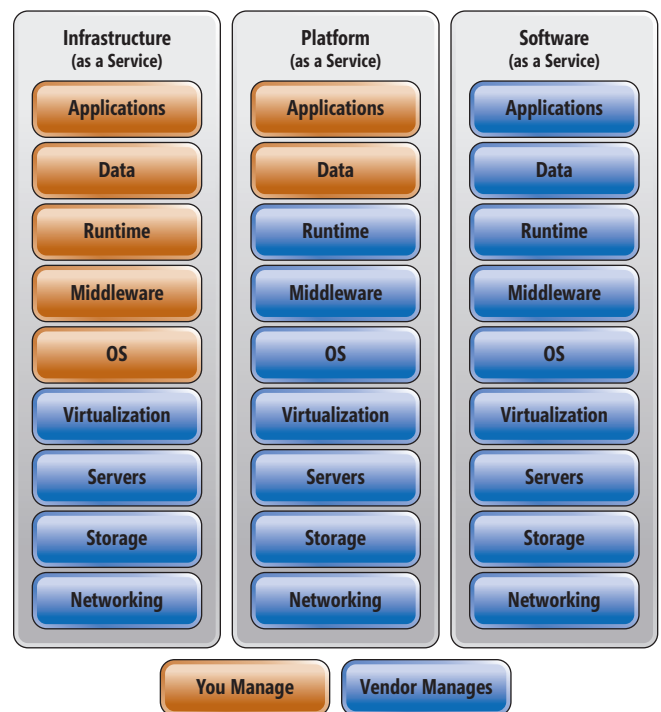 Infrastructure
(as a Service)
Applications
Data
Runtime
Middleware
OS
Virtualization
Servers
Storage
Networking
Platform
(as a Service)
Applications
Data
Runtime
Middleware
OS
Virtualization
Servers
Storage
Networking
Software
(as a Service)
Applications
Data
Runtime
Middleware
OS
Virtualization
Servers
Storage
Networking
You Manage
Vendor Manages